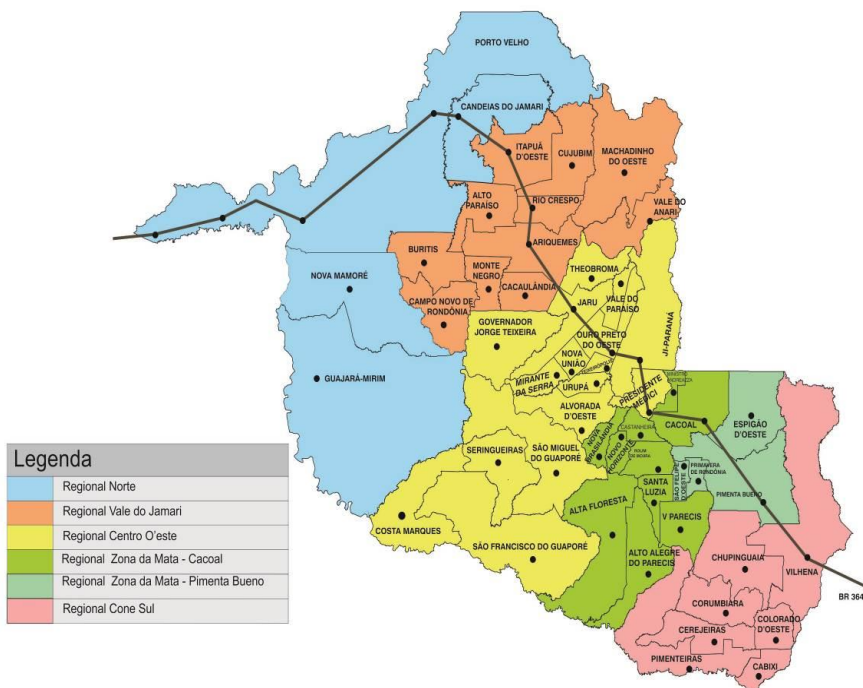 PORTO VELHO
CANDEIAS DO JAMARI
ITAPUÃ
D'OESTE
CUJUBIM
MACHADINHO
DO OESTE
ALTO
PARAÍSO
RIO CRESPO
VALE DO
ANARI
BURITIS
ARIQUEMES
NOVA MAMORÉ
MONTE
NEGRO
THEOBROMA
CACAULÂNDIA
CAMPO NOVO DE
RONDÔNIA
JARU
VALE DO
PARAÍSO
GOVERNADOR
JORGE TEIXEIRA
OURO PRETO
DO OESTE
JI-PARANÁ
NOVA
UNIÃO
GUAJARÁ-MIRIM
MIRANTE
DA SERRA
URUPÁ
PRESIDENTE
MÉDICI
ALVORADA
D'OESTE
CACOAL
ESPIGÃO
D'OESTE
NOVA
BRASILÂNDIA
NOVO
HORIZONTE
CASTANHEIRA
SERINGUEIRAS
SÃO MIGUEL
DO GUAPORÉ
SÃO FELIPE
D'OESTE
PRIMAVERA
DE RONDÔNIA
SANTA
LUZIA
PIMENTA BUENO
ALTA FLORESTA
V PARECIS
COSTA MARQUES
SÃO FRANCISCO DO GUAPORÉ
ALTO ALEGRE
DO PARECIS
CHUPINGUAIA
VILHENA
BR 364
CORUMBIARA
COLORADO
D'OESTE
CEREJEIRAS
PIMENTEIRAS
CABIXI
Legenda
Regional Norte
Regional Vale do Jamari
Regional Centro O'este
Regional Zona da Mata - Cacoal
Regional Zona da Mata - Pimenta Bueno
Regional Cone Sul